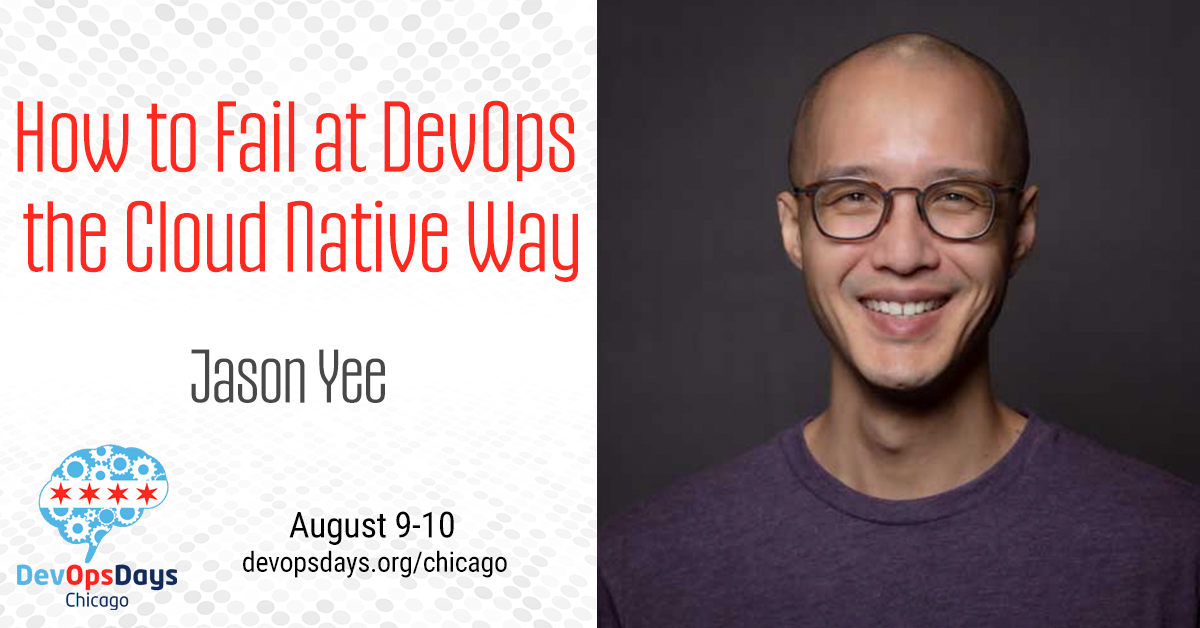 How to Fail at DevOps
the Cloud Native Way
Jason Yee
August 9-10
devopsdays.org/chicago
DevOpsDays
Chicago